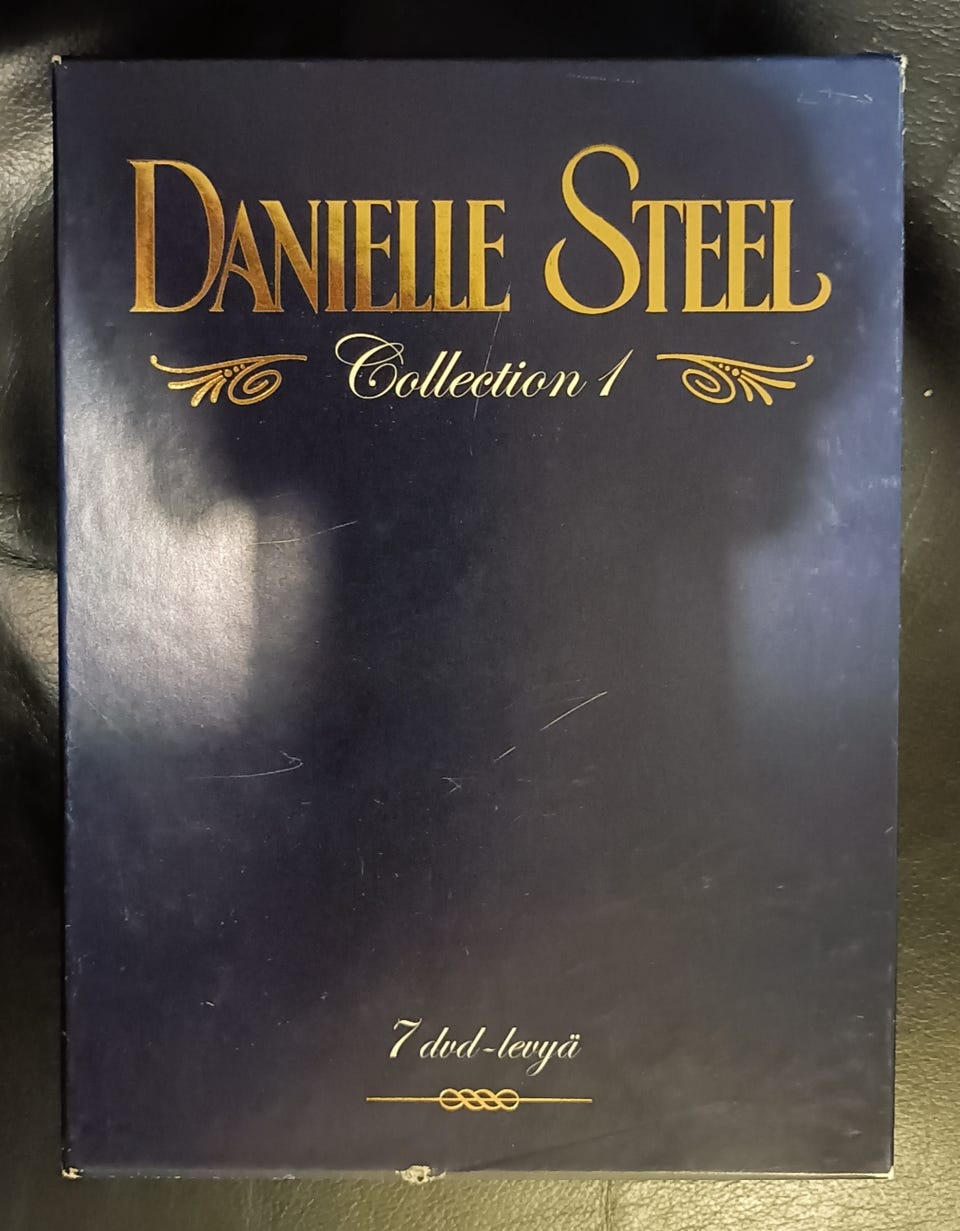 DANIELLE STEEL
Collection 1
7 dvd-levyä